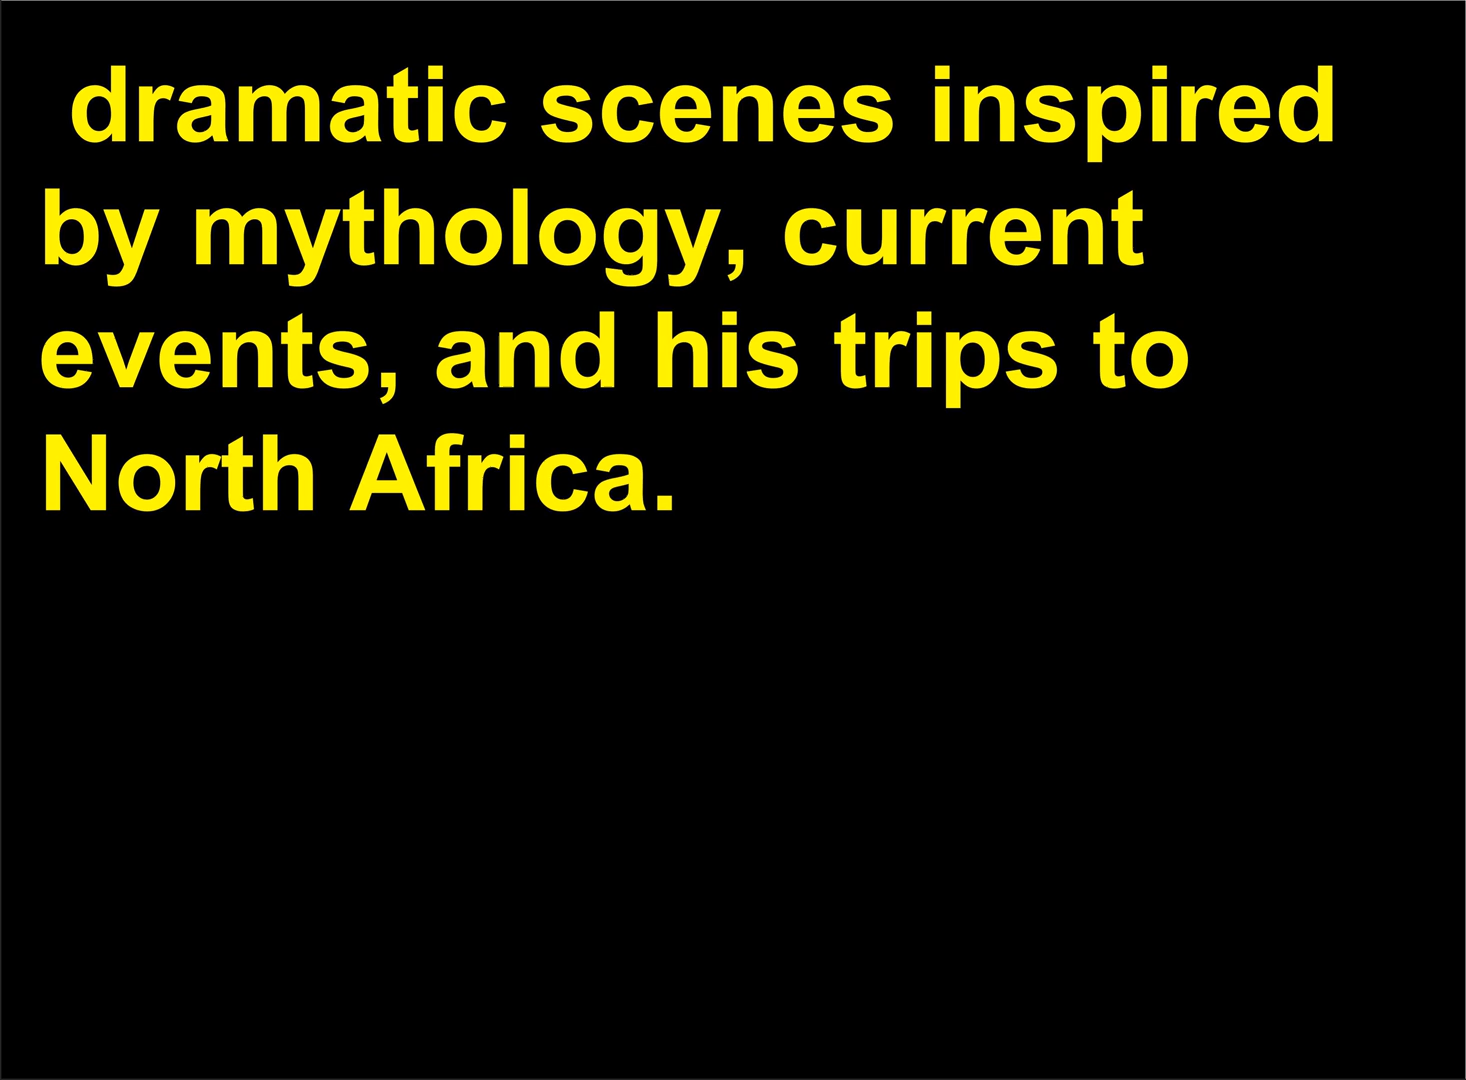 dramatic scenes inspired
by mythology, current
events, and his trips to
North Africa.